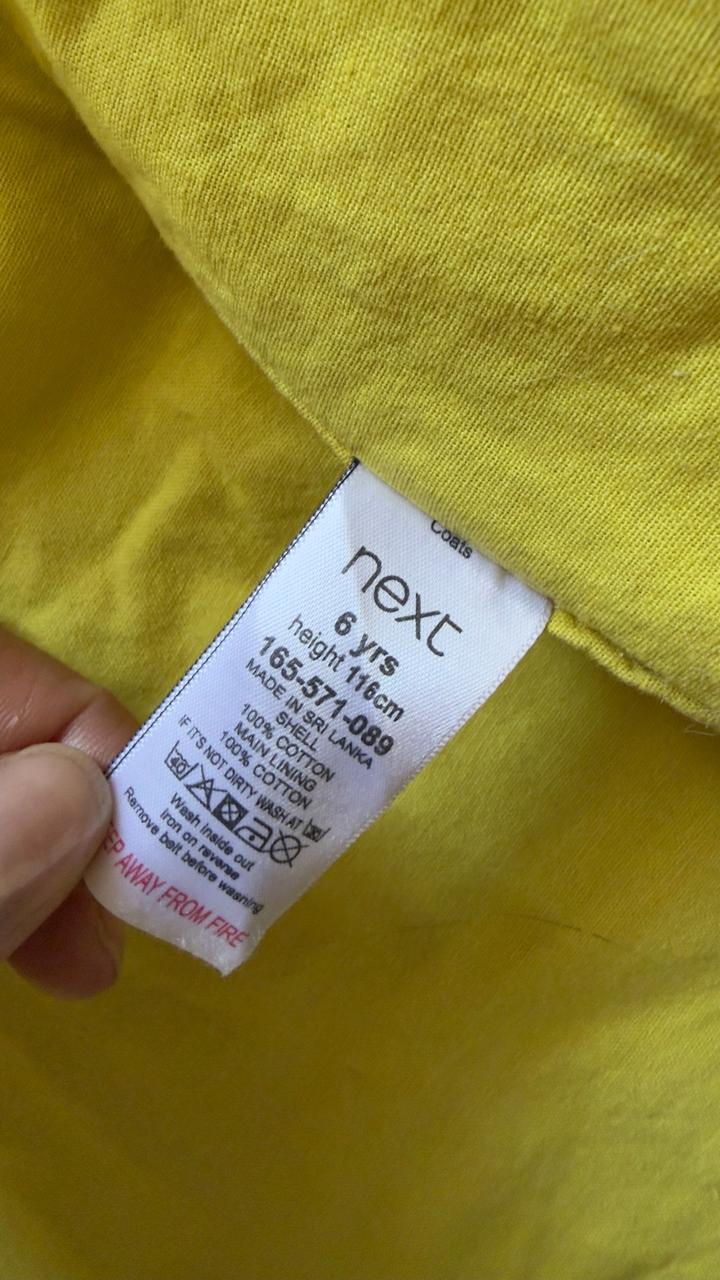 Coats
next
6 yrs
height 116cm
165-571-089
MADE IN SRI LANKA
SHELL
100% COTTON
MAIN LINING
100% COTTON
IF IT'S NOT DIRTY WASH AT
40
Wash inside out
Iron on reverse
Remove belt before washing
AWAY FROM FIRE